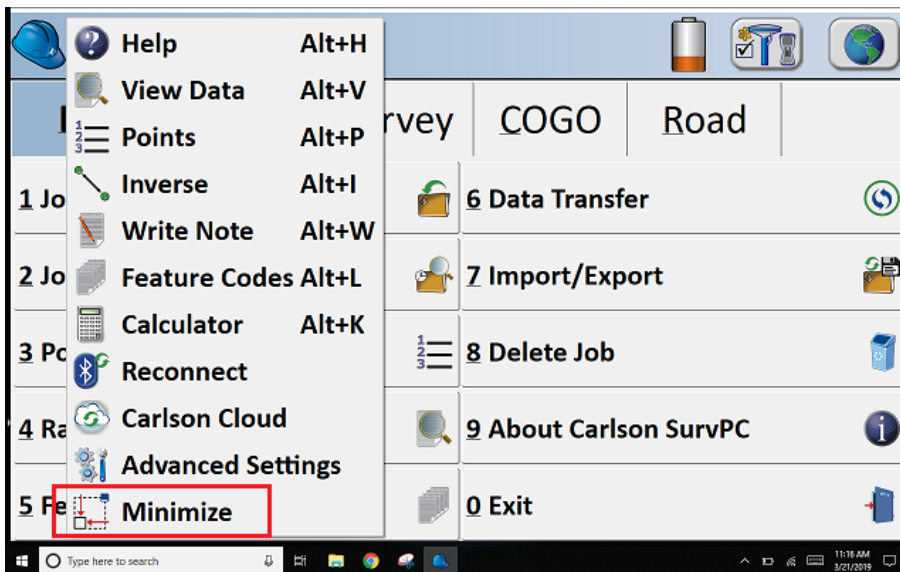 Help Alt+H
View Data Alt+V
Points Alt+P
Inverse Alt+I
Write Note Alt+W
Feature Codes Alt+L
Calculator Alt+K
Reconnect
Carlson Cloud
Advanced Settings
Minimize
rvey COGO Road
1 Jo
6 Data Transfer
2 Jo
7 Import/Export
3 Po
8 Delete Job
4 Ra
9 About Carlson SurvPC
5 Fe
0 Exit
Type here to search
11:16 AM
3/21/2019